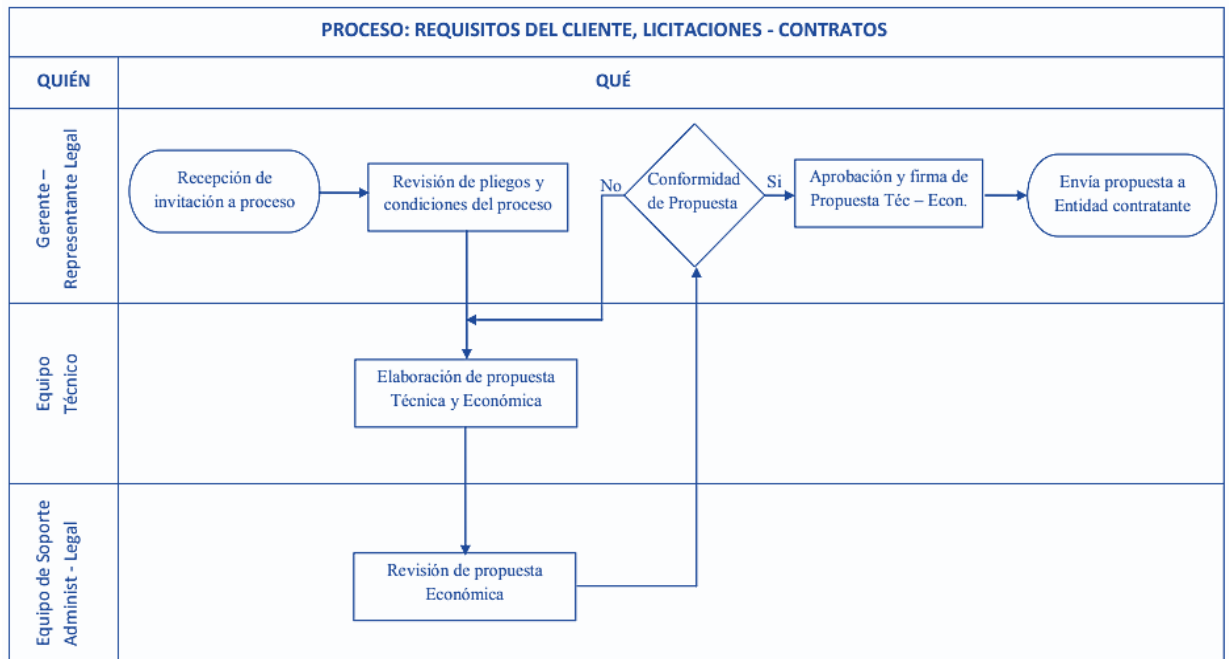 PROCESO: REQUISITOS DEL CLIENTE, LICITACIONES - CONTRATOS
QUIÉN
QUÉ
Gerente –
Representante Legal
Recepción de
invitación a proceso
Revisión de pliegos y
condiciones del proceso
No
Conformidad
de Propuesta
Si
Aprobación y firma de
Propuesta Téc – Econ.
Envía propuesta a
Entidad contratante
Equipo
Técnico
Elaboración de propuesta
Técnica y Económica
Equipo de Soporte
Administ - Legal
Revisión de propuesta
Económica